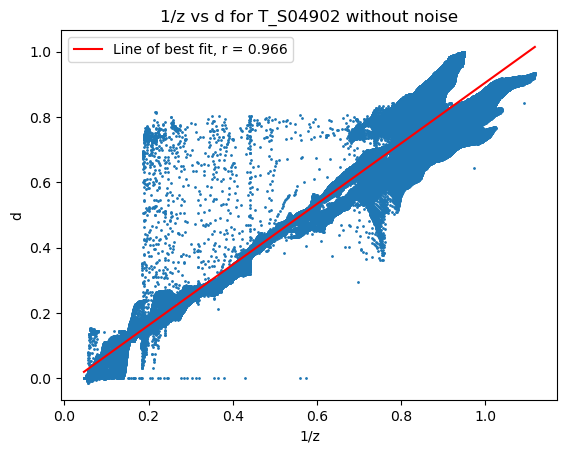 1/z vs d for T_S04902 without noise
Line of best fit, r = 0.966
d
1.0
0.8
0.6
0.4
0.2
0.0
0.0 0.2 0.4 0.6 0.8 1.0
1/z